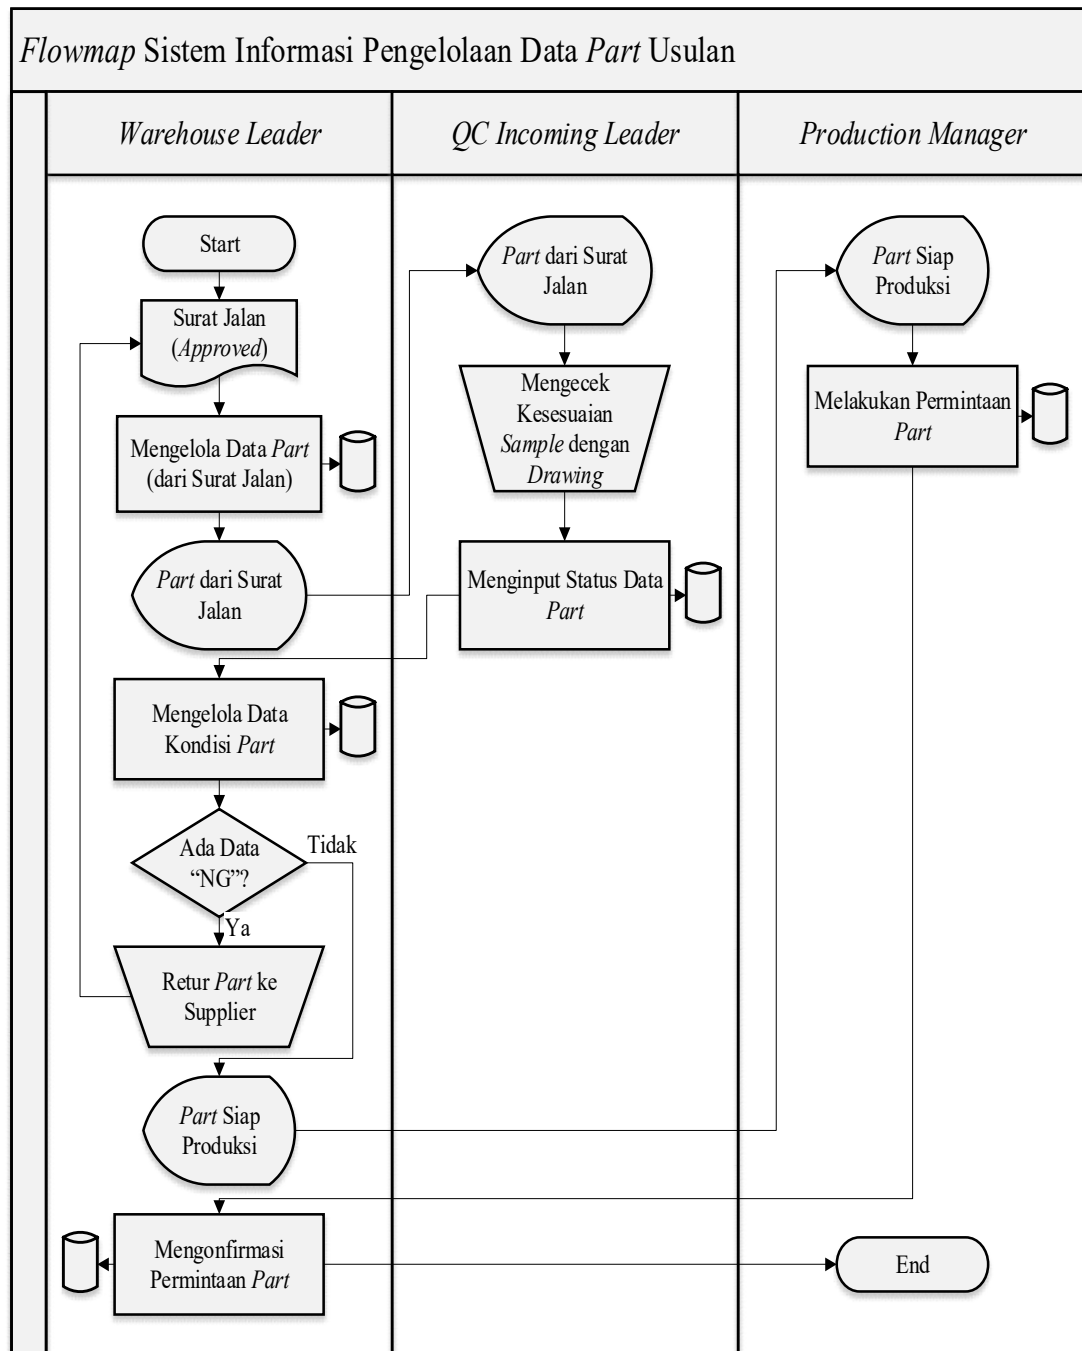 Flowmap Sistem Informasi Pengelolaan Data Part Usulan
Warehouse Leader
QC Incoming Leader
Production Manager
Start
Surat Jalan
(Approved)
Mengelola Data Part
(dari Surat Jalan)
Part dari Surat
Jalan
Mengelola Data
Kondisi Part
Ada Data
“NG”?
Tidak
Ya
Retur Part ke
Supplier
Part Siap
Produksi
Mengonfirmasi
Permintaan Part
Part dari Surat
Jalan
Mengecek
Kesesuaian
Sample dengan
Drawing
Menginput Status Data
Part
Part Siap
Produksi
Melakukan Permintaan
Part
End